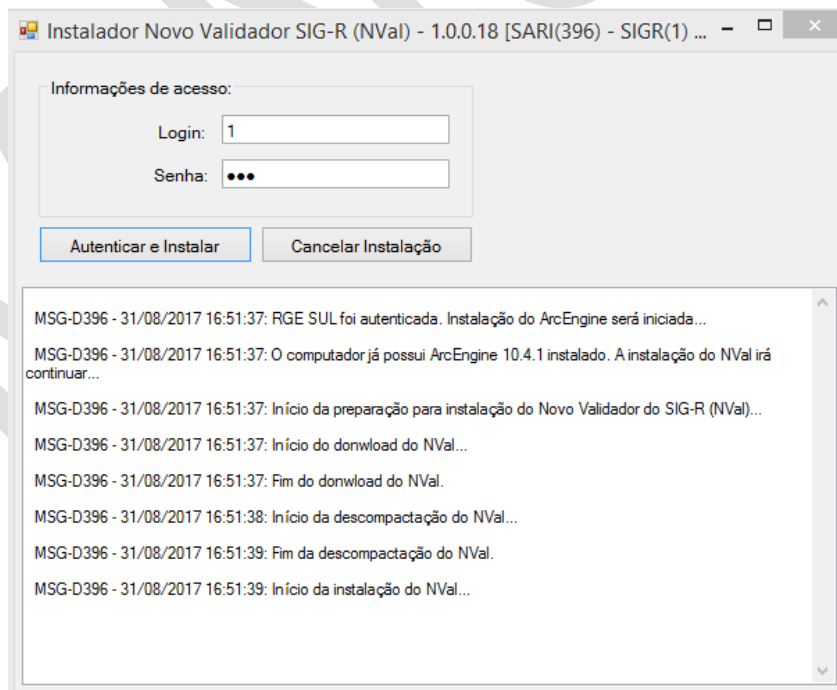 Instalador Novo Validador SIG-R (NVal) - 1.0.0.18 [SARI(396) - SIGR(1) ...
Informações de acesso:
Login: 1
Senha: ●●●
Autenticar e Instalar Cancelar Instalação
MSG-D396 - 31/08/2017 16:51:37: RGE SUL foi autenticada. Instalação do ArcEngine será iniciada...
MSG-D396 - 31/08/2017 16:51:37: O computador já possui ArcEngine 10.4.1 instalado. A instalação do NVal irá
continuar...
MSG-D396 - 31/08/2017 16:51:37: Início da preparação para instalação do Novo Validador do SIG-R (NVal)...
MSG-D396 - 31/08/2017 16:51:37: Início do donwload do NVal...
MSG-D396 - 31/08/2017 16:51:37: Fim do donwload do NVal.
MSG-D396 - 31/08/2017 16:51:38: Início da descompactação do NVal...
MSG-D396 - 31/08/2017 16:51:39: Fim da descompactação do NVal.
MSG-D396 - 31/08/2017 16:51:39: Início da instalação do NVal...